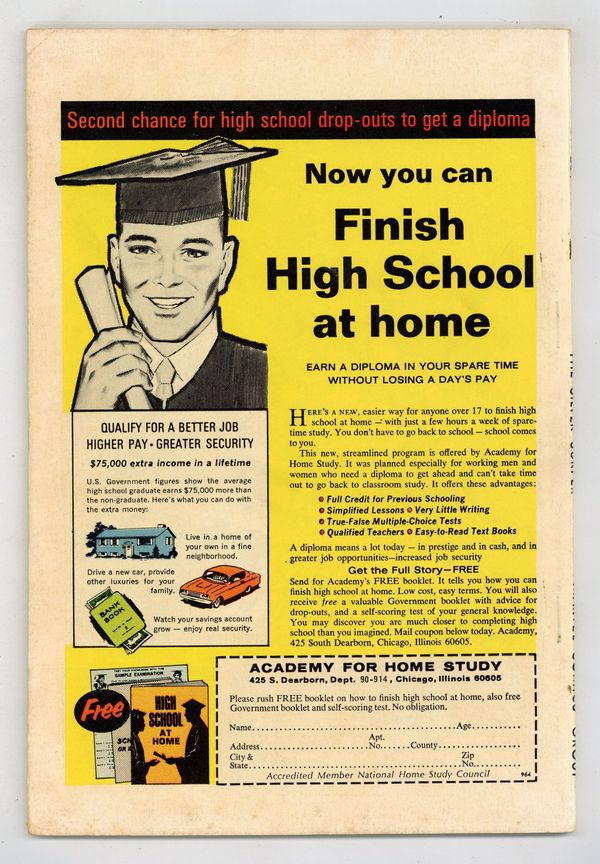 Second chance for high school drop-outs to get a diploma
Now you can
Finish
High School
at home
EARN A DIPLOMA IN YOUR SPARE TIME
WITHOUT LOSING A DAY'S PAY
HERE'S A NEW, easier way for anyone over 17 to finish high
school at home — with just a few hours a week of spare-
time study. You don't have to go back to school — school comes
to you.
This new, streamlined program is offered by Academy for
Home Study. It was planned especially for working men and
women who need a diploma to get ahead and can't take time
out to go back to classroom study. It offers these advantages:
Full Credit for Previous Schooling
Simplified Lessons • Very Little Writing
True-False Multiple-Choice Tests
Qualified Teachers • Easy-to-Read Text Books
A diploma means a lot today — in prestige and in cash, and in
greater job opportunities—increased job security
Get the Full Story—FREE
Send for Academy's FREE booklet. It tells you how you can
finish high school at home. Low cost, easy terms. You will also
receive free a valuable Government booklet with advice for
drop-outs, and a self-scoring test of your general knowledge.
You may discover you are much closer to completing high
school than you imagined. Mail coupon below today. Academy,
425 South Dearborn, Chicago, Illinois 60605.
QUALIFY FOR A BETTER JOB
HIGHER PAY • GREATER SECURITY
$75,000 extra income in a lifetime
U.S. Government figures show the average
high school graduate earns $75,000 more than
the non-graduate. Here's what you can do with
the extra money:
Live in a home of
your own in a fine
neighborhood.
Drive a new car, provide
other luxuries for your
family.
BANK
BOOK
Watch your savings account
grow — enjoy real security.
SAMPLE EXAMINATION
Free
HIGH
SCHOOL
AT
HOME
ACADEMY FOR HOME STUDY
425 S. Dearborn, Dept. 90-914, Chicago, Illinois 60605
Please rush FREE booklet on how to finish high school at home, also free
Government booklet and self-scoring test. No obligation.
Name Age
Apt.
Address No. County
City & Zip
State No.
Accredited Member National Home Study Council 964